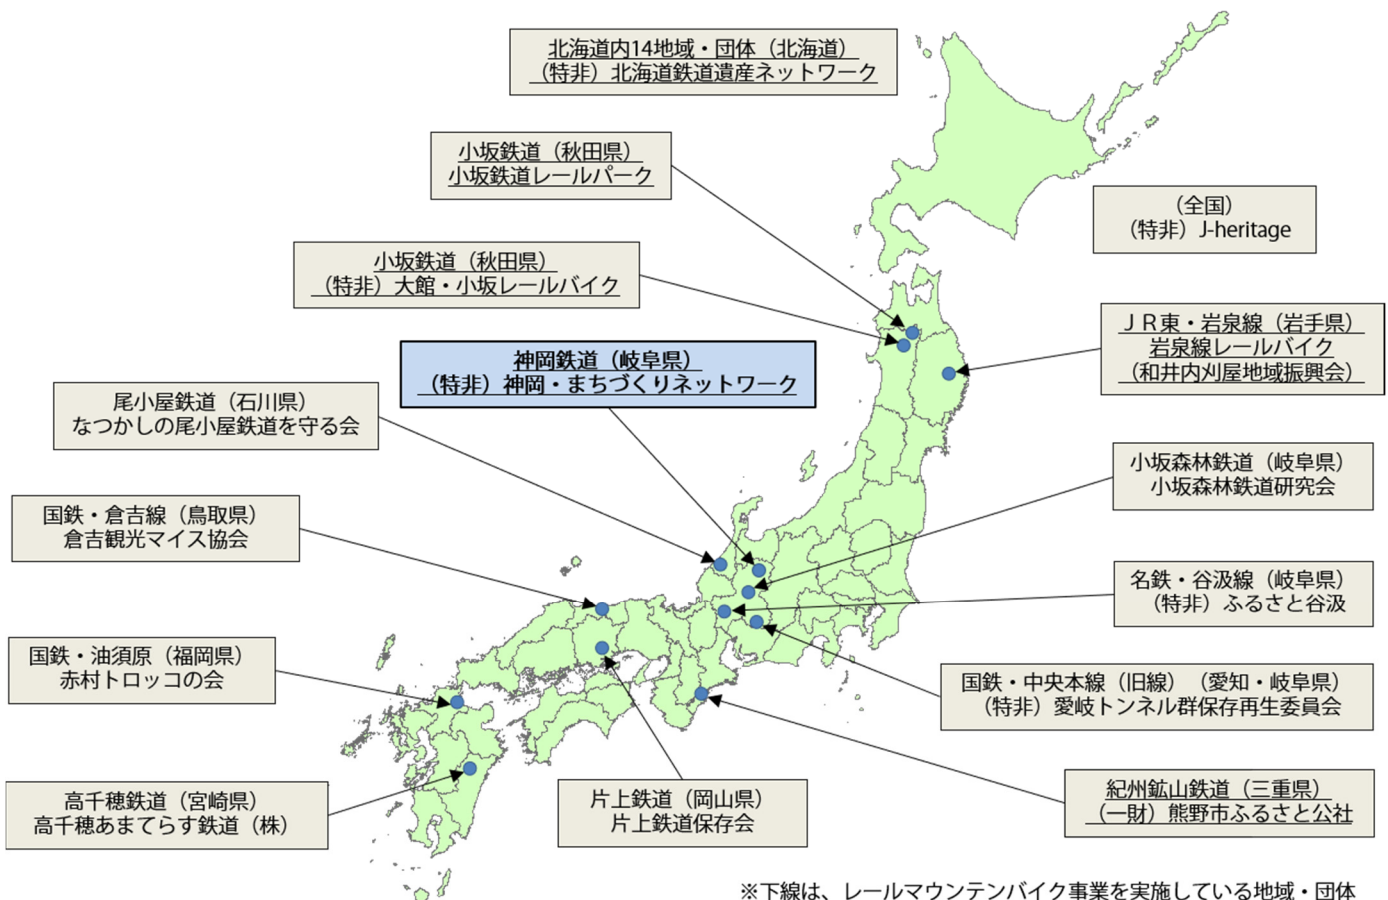 北海道内14地域・団体（北海道）
（特非）北海道鉄道遺産ネットワーク
小坂鉄道（秋田県）
小坂鉄道レールパーク
（全国）
（特非）J-heritage
小坂鉄道（秋田県）
（特非）大館・小坂レールバイク
ＪＲ東・岩泉線（岩手県）
岩泉線レールバイク
（和井内刈屋地域振興会）
神岡鉄道（岐阜県）
（特非）神岡・まちづくりネットワーク
尾小屋鉄道（石川県）
なつかしの尾小屋鉄道を守る会
小坂森林鉄道（岐阜県）
小坂森林鉄道研究会
国鉄・倉吉線（鳥取県）
倉吉観光マイス協会
名鉄・谷汲線（岐阜県）
（特非）ふるさと谷汲
国鉄・油須原（福岡県）
赤村トロッコの会
国鉄・中央本線（旧線）（愛知・岐阜県）
（特非）愛岐トンネル群保存再生委員会
高千穂鉄道（宮崎県）
高千穂あまてらす鉄道（株）
片上鉄道（岡山県）
片上鉄道保存会
紀州鉱山鉄道（三重県）
（一財）熊野市ふるさと公社
※下線は、レールマウンテンバイク事業を実施している地域・団体